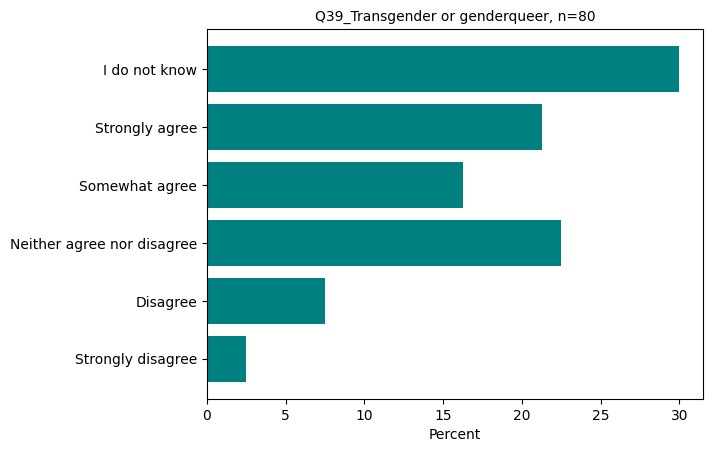 Q39_Transgender or genderqueer, n=80
I do not know
Strongly agree
Somewhat agree
Neither agree nor disagree
Disagree
Strongly disagree
0 5 10 15 20 25 30
Percent